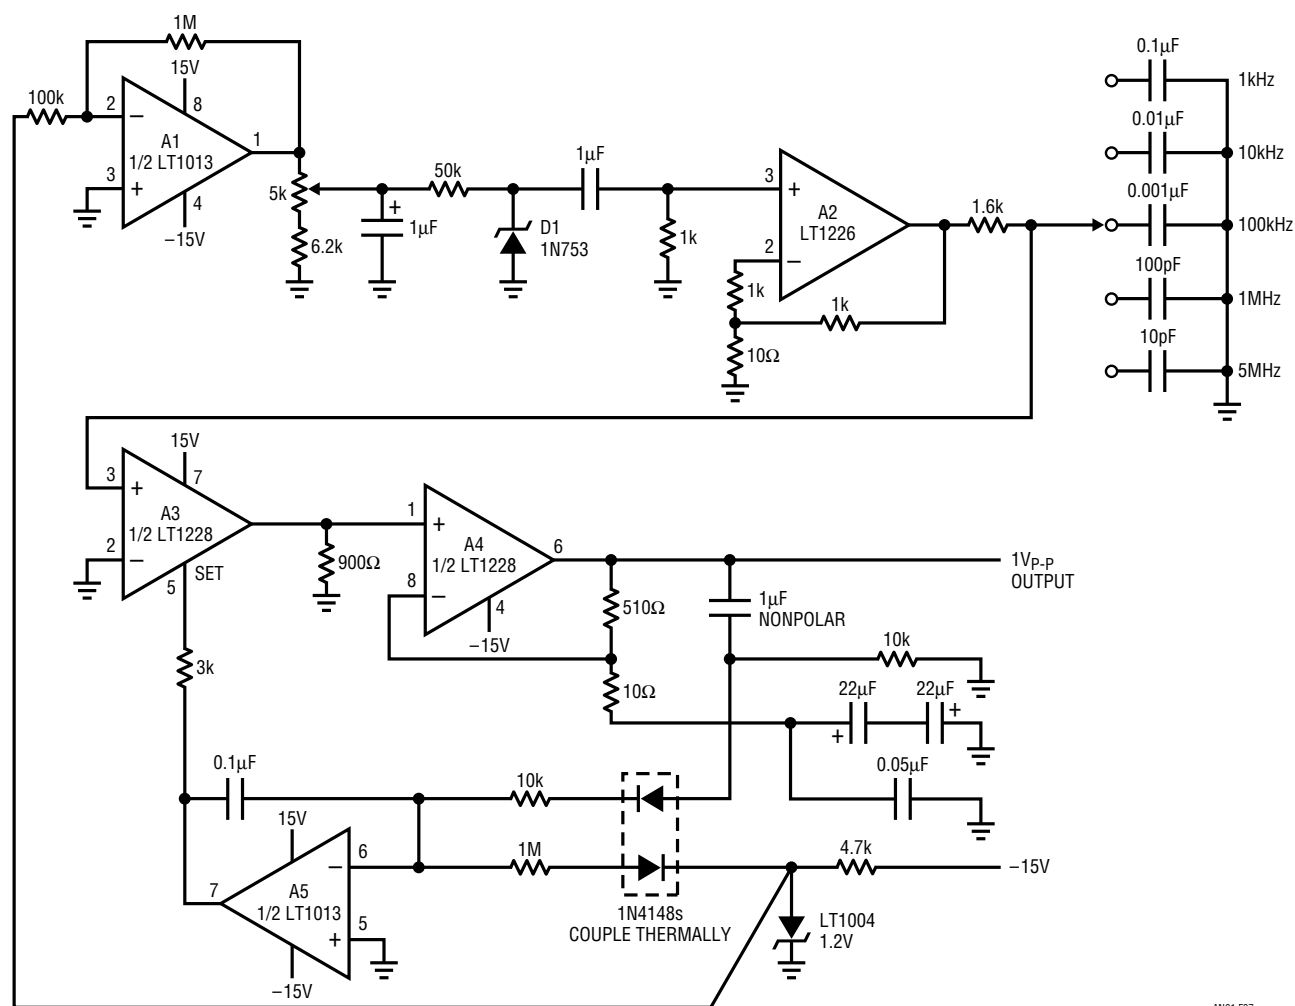 1M
15V
100k
2
8
A1
1/2 LT1013
1
3
4
–15V
5k
6.2k
+
1µF
50k
D1
1N753
1µF
1k
3
A2
LT1226
2
1k
1k
10Ω
1.6k
0.1µF
1kHz
0.01µF
10kHz
0.001µF
100kHz
100pF
1MHz
10pF
5MHz
15V
7
3
+
A3
1/2 LT1228
2
–
5
SET
900Ω
3k
1
+
A4
1/2 LT1228
6
8
–
4
–15V
510Ω
10Ω
1VP-P
OUTPUT
1µF
NONPOLAR
10k
22µF
22µF
+
+
0.05µF
0.1µF
10k
1M
15V
6
–
7
A5
1/2 LT1013
5
+
–15V
1N4148s
COUPLE THERMALLY
4.7k
–15V
LT1004
1.2V